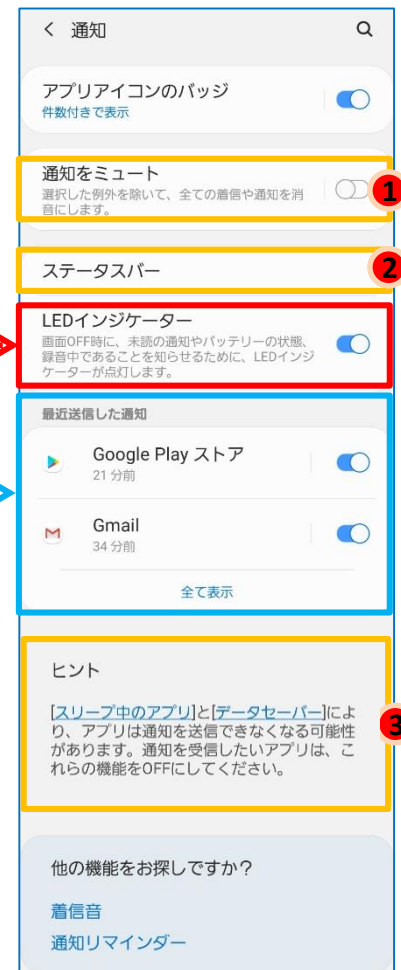 通知
アプリアイコンのバッジ
件数付きで表示
通知をミュート
選択した例外を除いて、全ての着信や通知を消
音にします。
1
ステータスバー
2
LEDインジケーター
画面OFF時に、未読の通知やバッテリーの状態、
録音中であることを知らせるために、LEDインジ
ケーターが点灯します。
最近送信した通知
Google Play ストア
21 分前
Gmail
34 分前
全て表示
ヒント
[スリープ中のアプリ]と[データセーバー]によ
り、アプリは通知を送信できなくなる可能性
があります。通知を受信したいアプリは、こ
れらの機能をOFFにしてください。
3
他の機能をお探しですか？
着信音
通知リマインダー